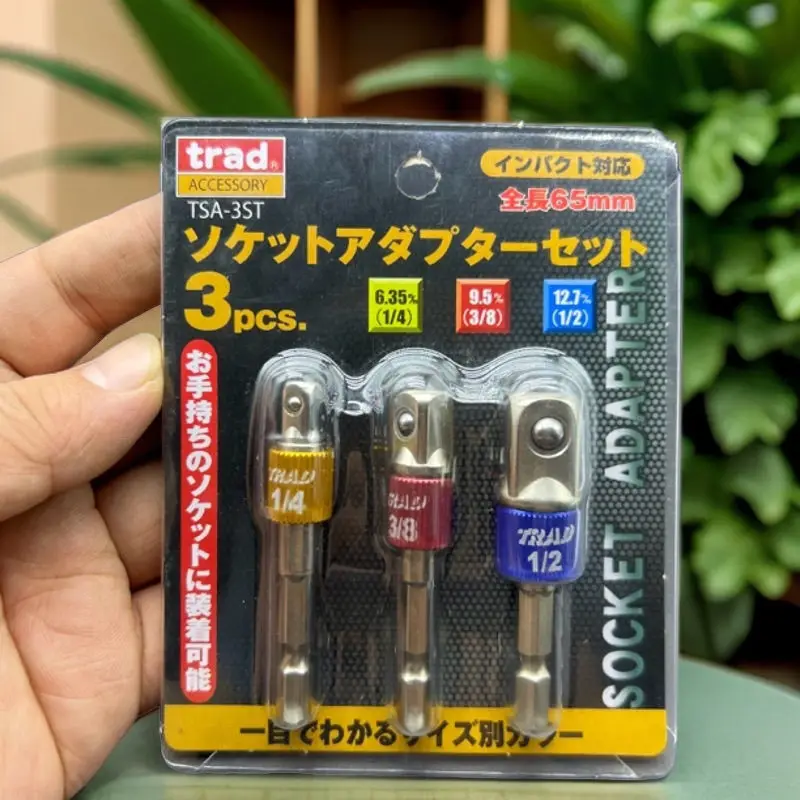 trad®
ACCESSORY
TSA-3ST
インパクト対応
全長65mm
ソケットアダプターセット
3pcs.
6.35%
(1/4)
9.5%
(3/8)
12.7%
(1/2)
お手持ちのソケットに装着可能
TRAD
1/4
TRAD
3/8
TRAD
1/2
SOCKET ADAPTER
一目でわかるサイズ別カラー